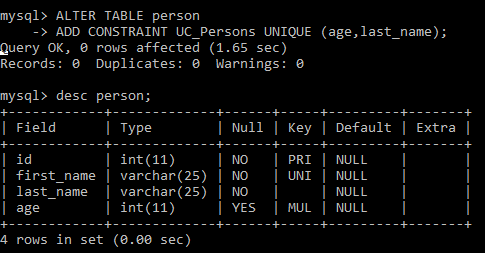 mysql> ALTER TABLE person
    -> ADD CONSTRAINT UC_Persons UNIQUE (age,last_name);
Query OK, 0 rows affected (1.65 sec)
Records: 0  Duplicates: 0  Warnings: 0

mysql> desc person;
+------------+-------------+------+-----+---------+-------+
| Field      | Type        | Null | Key | Default | Extra |
+------------+-------------+------+-----+---------+-------+
| id         | int(11)     | NO   | PRI | NULL    |       |
| first_name | varchar(25) | NO   | UNI | NULL    |       |
| last_name  | varchar(25) | NO   |     | NULL    |       |
| age        | int(11)     | YES  | MUL | NULL    |       |
+------------+-------------+------+-----+---------+-------+
4 rows in set (0.00 sec)